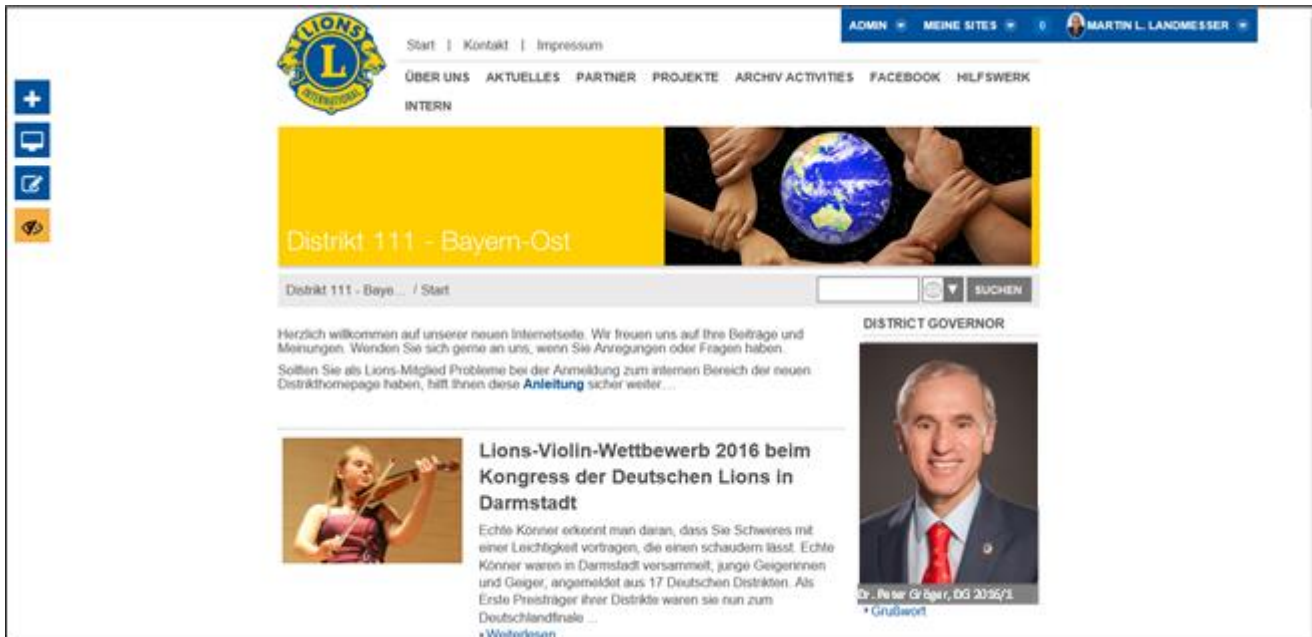 LIONS
L
INTERNATIONAL
ADMIN MEINE SITES 0 MARTIN L. LANDMESSER
Start | Kontakt | Impressum
ÜBER UNS AKTUELLES PARTNER PROJEKTE ARCHIV ACTIVITIES FACEBOOK HILFSWERK
INTERN
Distrikt 111 - Bayern-Ost
Distrikt 111 - Baye... / Start
SUCHEN
Herzlich willkommen auf unserer neuen Internetseite. Wir freuen uns auf Ihre Beiträge und
Meinungen. Wenden Sie sich gerne an uns, wenn Sie Anregungen oder Fragen haben.
Sollten Sie als Lions-Mitglied Probleme bei der Anmeldung zum internen Bereich der neuen
Distrikthomepage haben, hilft Ihnen diese Anleitung sicher weiter...
Lions-Violin-Wettbewerb 2016 beim
Kongress der Deutschen Lions in
Darmstadt
Echte Könner erkennt man daran, dass Sie Schweres mit
einer Leichtigkeit vortragen, die einen schaudern lässt. Echte
Könner waren in Darmstadt versammelt, junge Geigerinnen
und Geiger, angemeldet aus 17 Deutschen Distrikten. Als
Erste Preisträger ihrer Distrikte waren sie nun zum
Deutschlandfinale ...
Weiterlesen
DISTRICT GOVERNOR
Dr. Peter Gröger, DG 2016/1
Grußwort